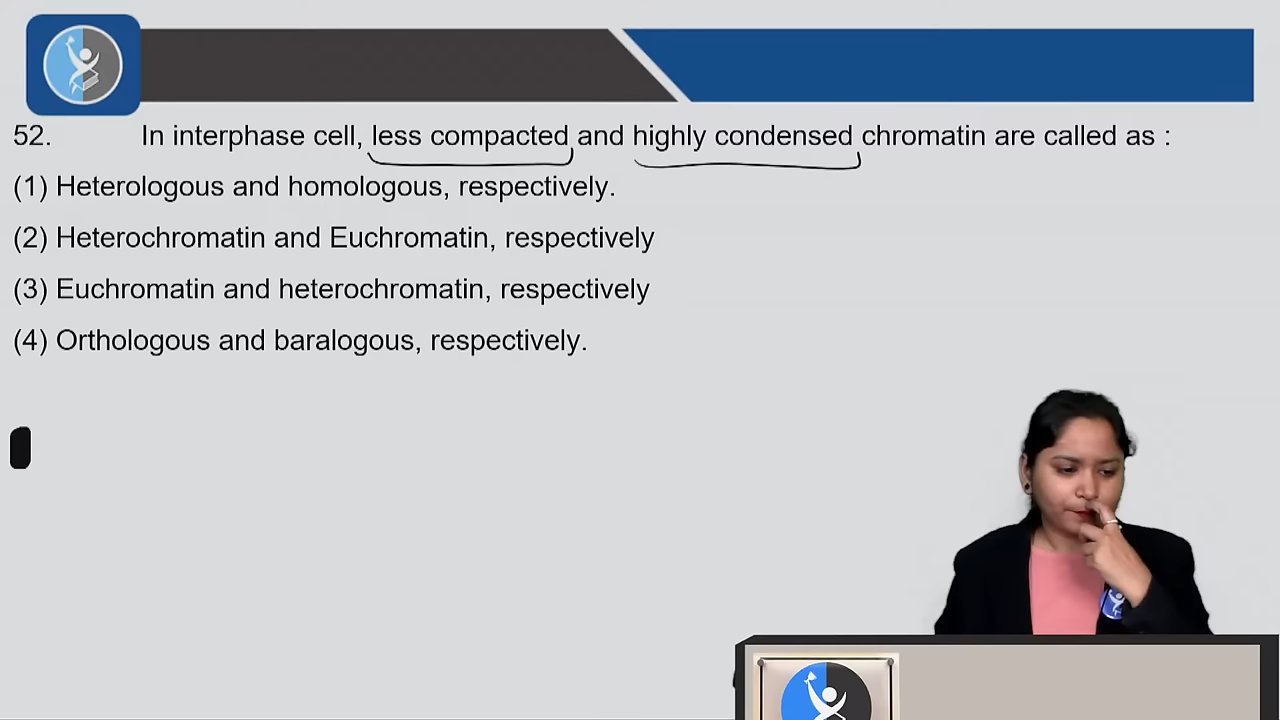 52. In interphase cell, less compacted and highly condensed chromatin are called as :
(1) Heterologous and homologous, respectively.
(2) Heterochromatin and Euchromatin, respectively
(3) Euchromatin and heterochromatin, respectively
(4) Orthologous and baralogous, respectively.